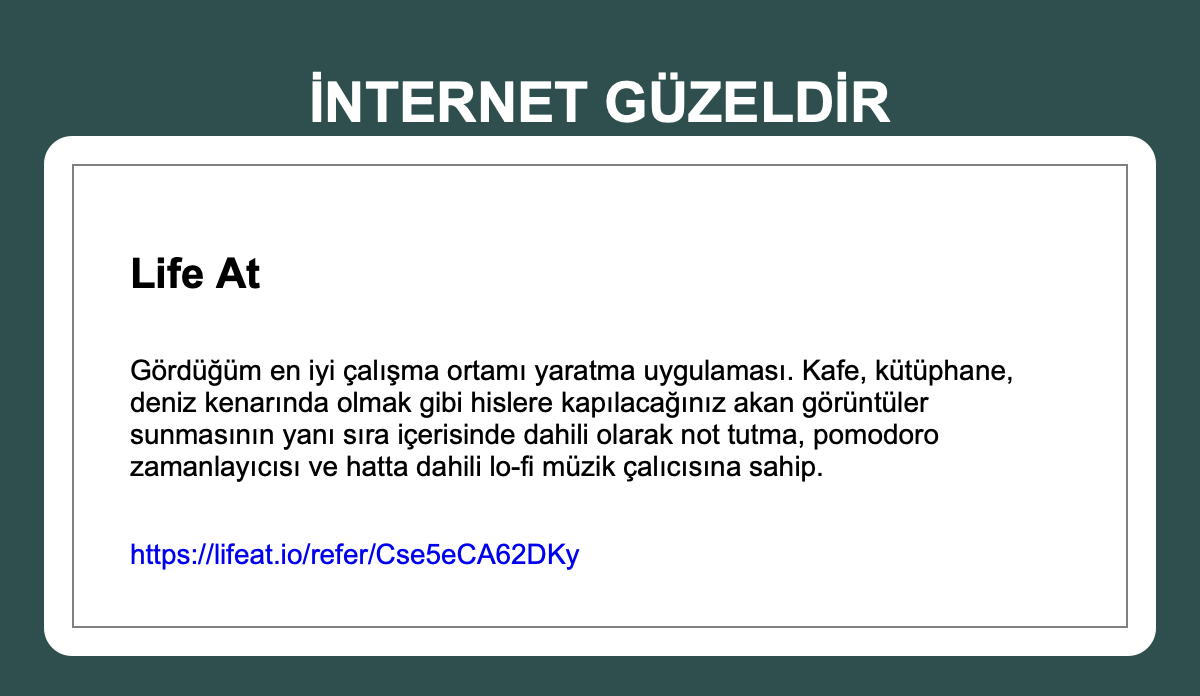 İNTERNET GÜZELDİR
Life At
Gördüğüm en iyi çalışma ortamı yaratma uygulaması. Kafe, kütüphane,
deniz kenarında olmak gibi hislere kapılacağınız akan görüntüler
sunmasının yanı sıra içerisinde dahili olarak not tutma, pomodoro
zamanlayıcısı ve hatta dahili lo-fi müzik çalıcısına sahip.
https://lifeat.io/refer/Cse5eCA62DKy